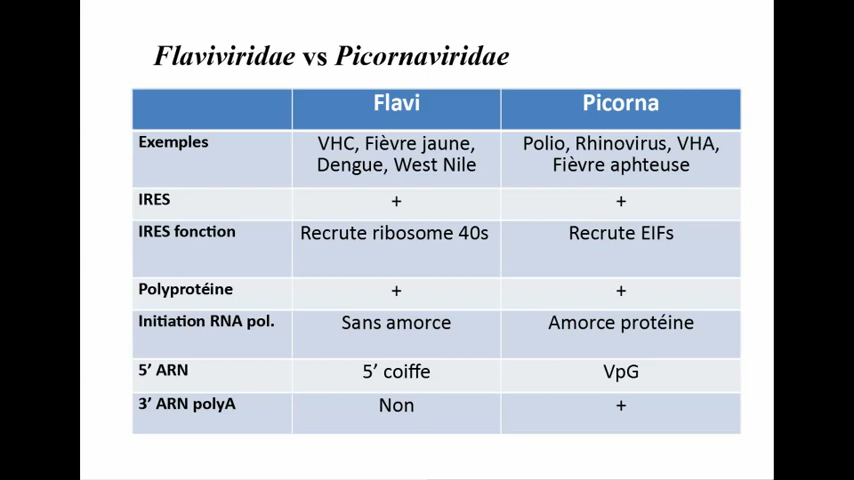 Flaviviridae vs Picornaviridae
Flavi Picorna
Exemples VHC, Fièvre jaune, Polio, Rhinovirus, VHA,
Dengue, West Nile Fièvre aphteuse
IRES + +
IRES fonction Recrute ribosome 40s Recrute EIFs
Polyprotéine + +
Initiation RNA pol. Sans amorce Amorce protéine
5’ ARN 5’ coiffe VpG
3’ ARN polyA Non +